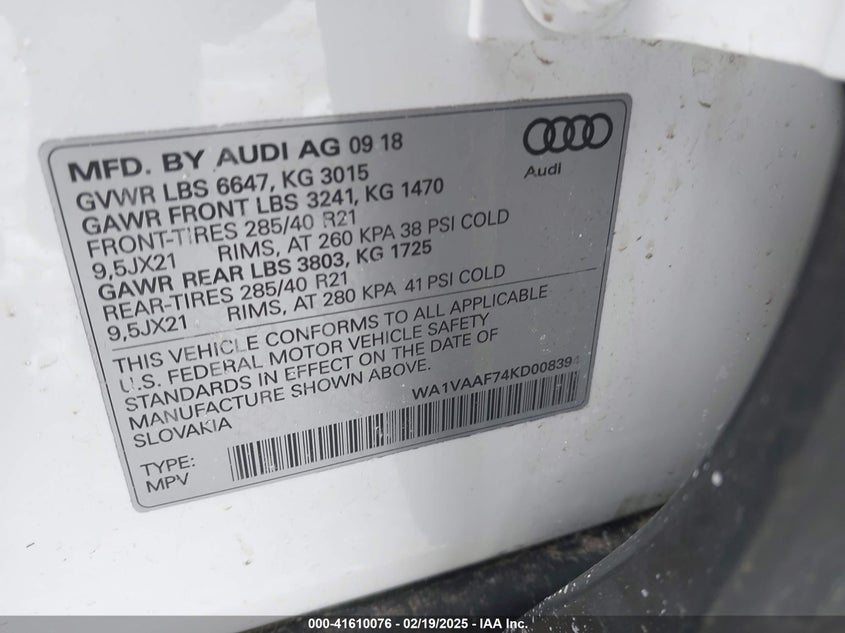 MFD. BY AUDI AG 09 18
Audi
GVWR LBS 6647, KG 3015
GAWR FRONT LBS 3241, KG 1470
FRONT-TIRES 285/40 R21
9,5JX21 RIMS, AT 260 KPA 38 PSI COLD
GAWR REAR LBS 3803, KG 1725
REAR-TIRES 285/40 R21
9,5JX21 RIMS, AT 280 KPA 41 PSI COLD
THIS VEHICLE CONFORMS TO ALL APPLICABLE
U.S. FEDERAL MOTOR VEHICLE SAFETY
STANDARDS IN EFFECT ON THE DATE OF
MANUFACTURE SHOWN ABOVE.
SLOVAKIA
WA1VAAF74KD008391
TYPE:
MPV
000-41610076 - 02/19/2025 - IAA Inc.